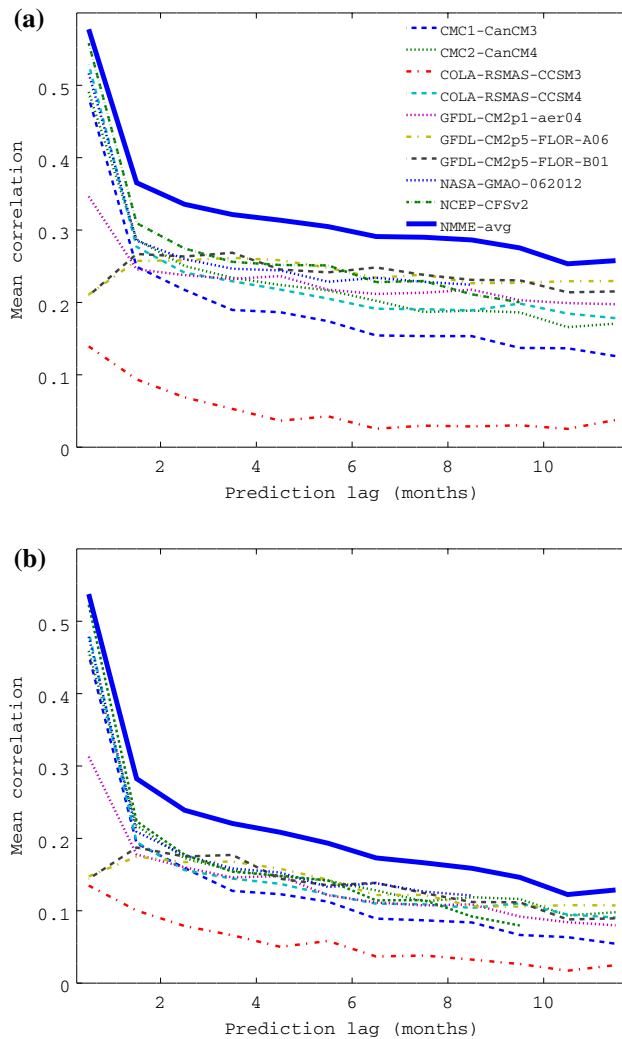 (a)
0.5
0.4
0.3
0.2
0.1
0
Mean correlation
CMC1-CanCM3
CMC2-CanCM4
COLA-RSMAS-CCSM3
COLA-RSMAS-CCSM4
GFDL-CM2p1-aer04
GFDL-CM2p5-FLOR-A06
GFDL-CM2p5-FLOR-B01
NASA-GMAO-062012
NCEP-CFSv2
NMME-avg
2 4 6 8 10
Prediction lag (months)
(b)
0.5
0.4
0.3
0.2
0.1
0
Mean correlation
2 4 6 8 10
Prediction lag (months)